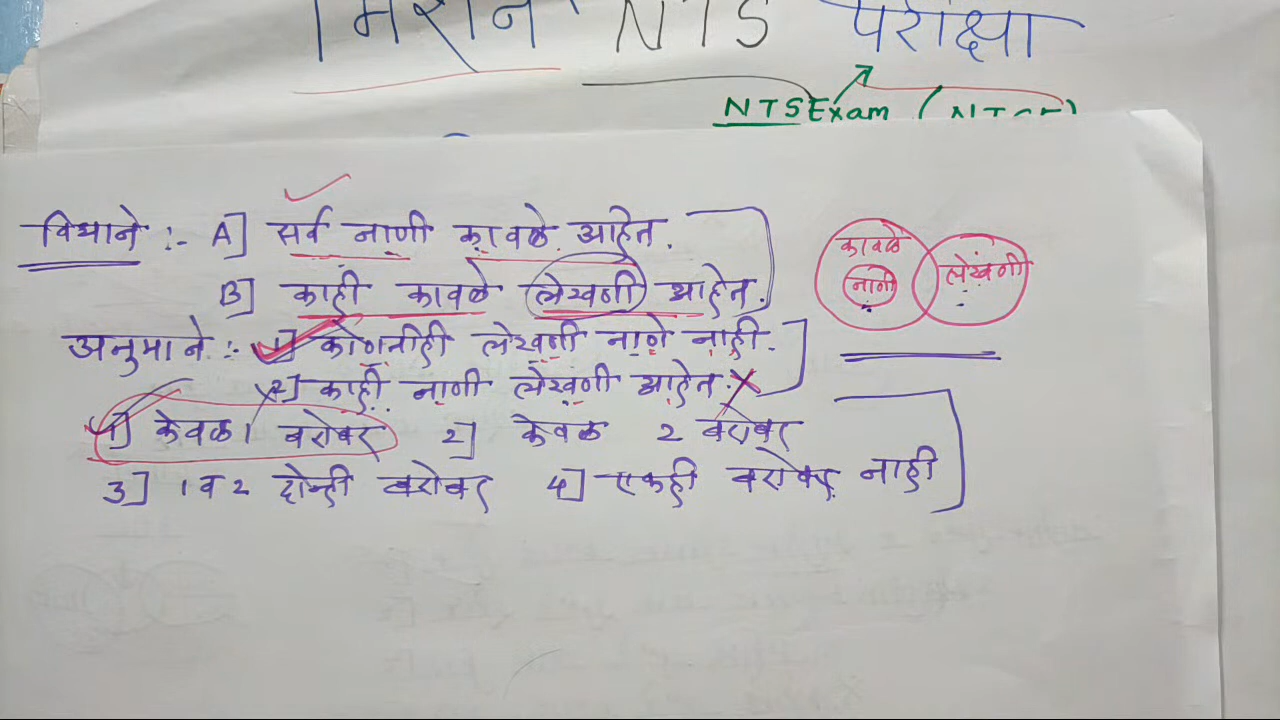 मिशन NTS परीक्षा
NTSExam (
विधाने :- A] सर्व नाणी कावळे आहेत.
B] काही कावळे लेखणी आहेत.
अनुमाने :- 1] कोणतीही लेखणी नाणे नाही.
2] काही नाणी लेखणी आहेत.
1] केवळ 1 बरोबर 2] केवळ 2 बरोबर
3] 1 व 2 दोन्ही बरोबर 4] एकही बरोबर नाही
कावळे
नाणी
लेखणी